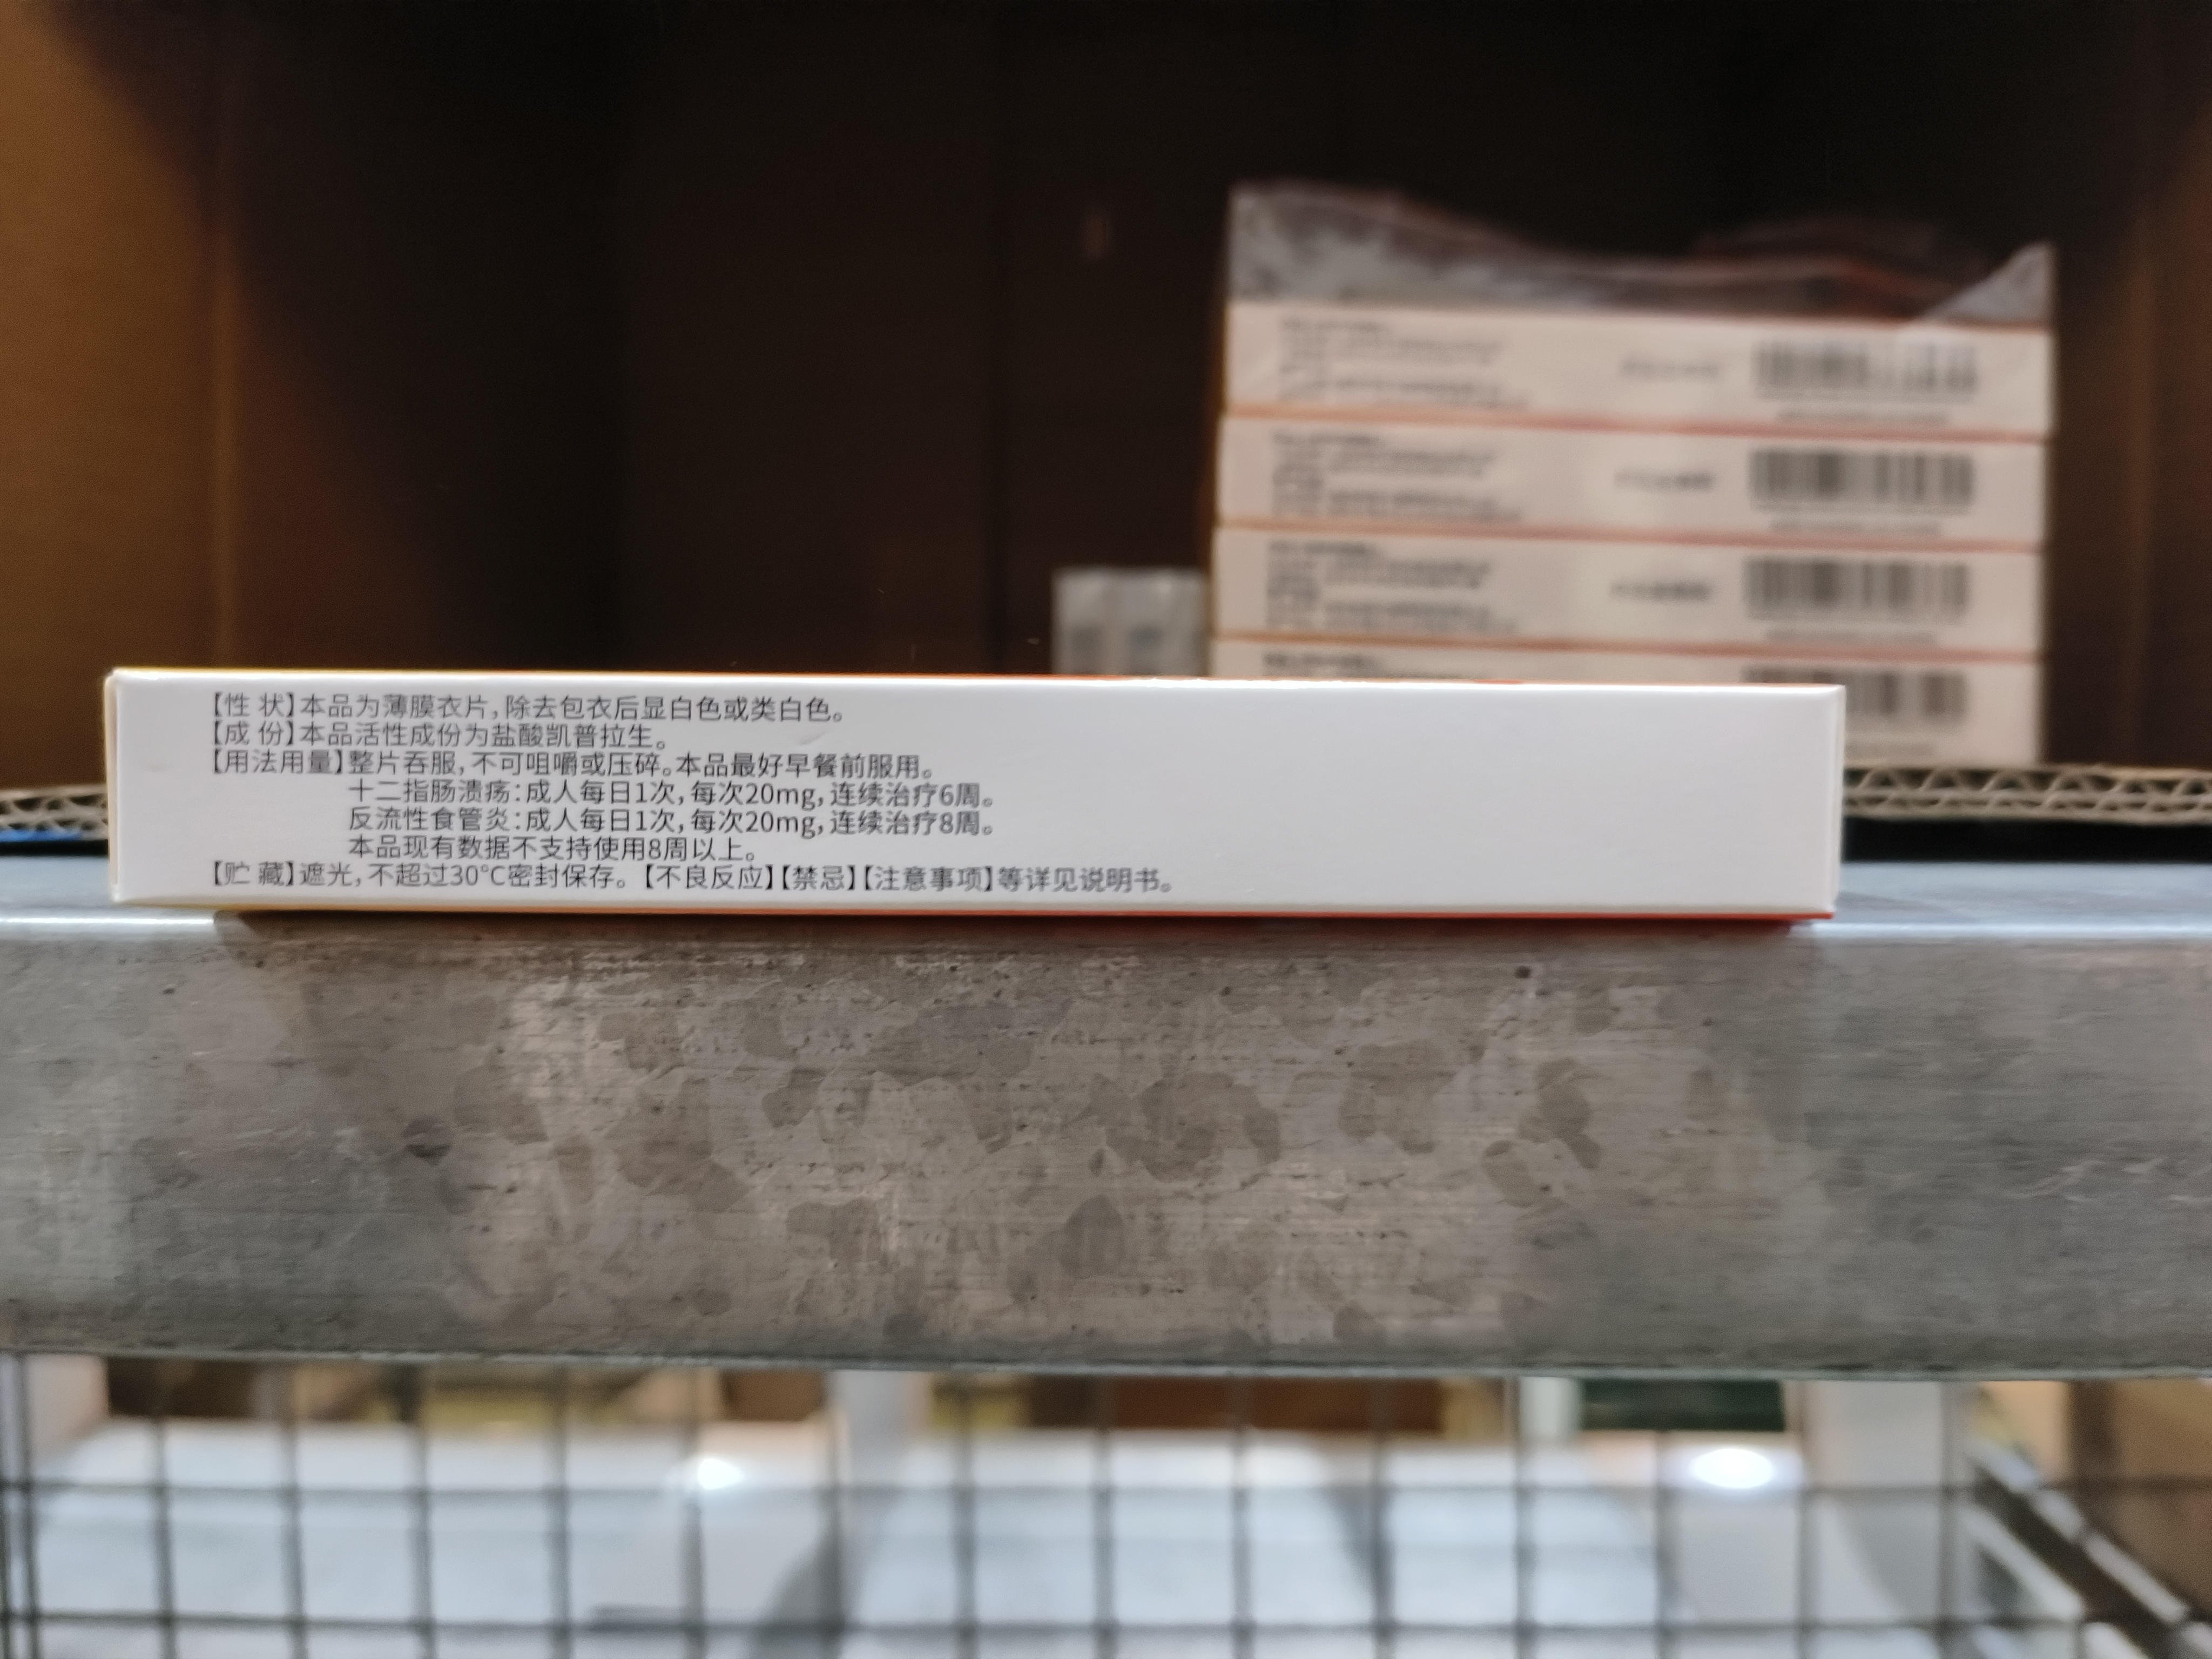 【性 状】本品为薄膜衣片,除去包衣后显白色或类白色。
【成 份】本品活性成份为盐酸凯普拉生。
【用法用量】整片吞服,不可咀嚼或压碎。本品最好早餐前服用。
十二指肠溃疡:成人每日1次,每次20mg,连续治疗6周。
反流性食管炎:成人每日1次,每次20mg,连续治疗8周。
本品现有数据不支持使用8周以上。
【贮 藏】遮光,不超过30°C密封保存。【不良反应】【禁忌】【注意事项】等详见说明书。